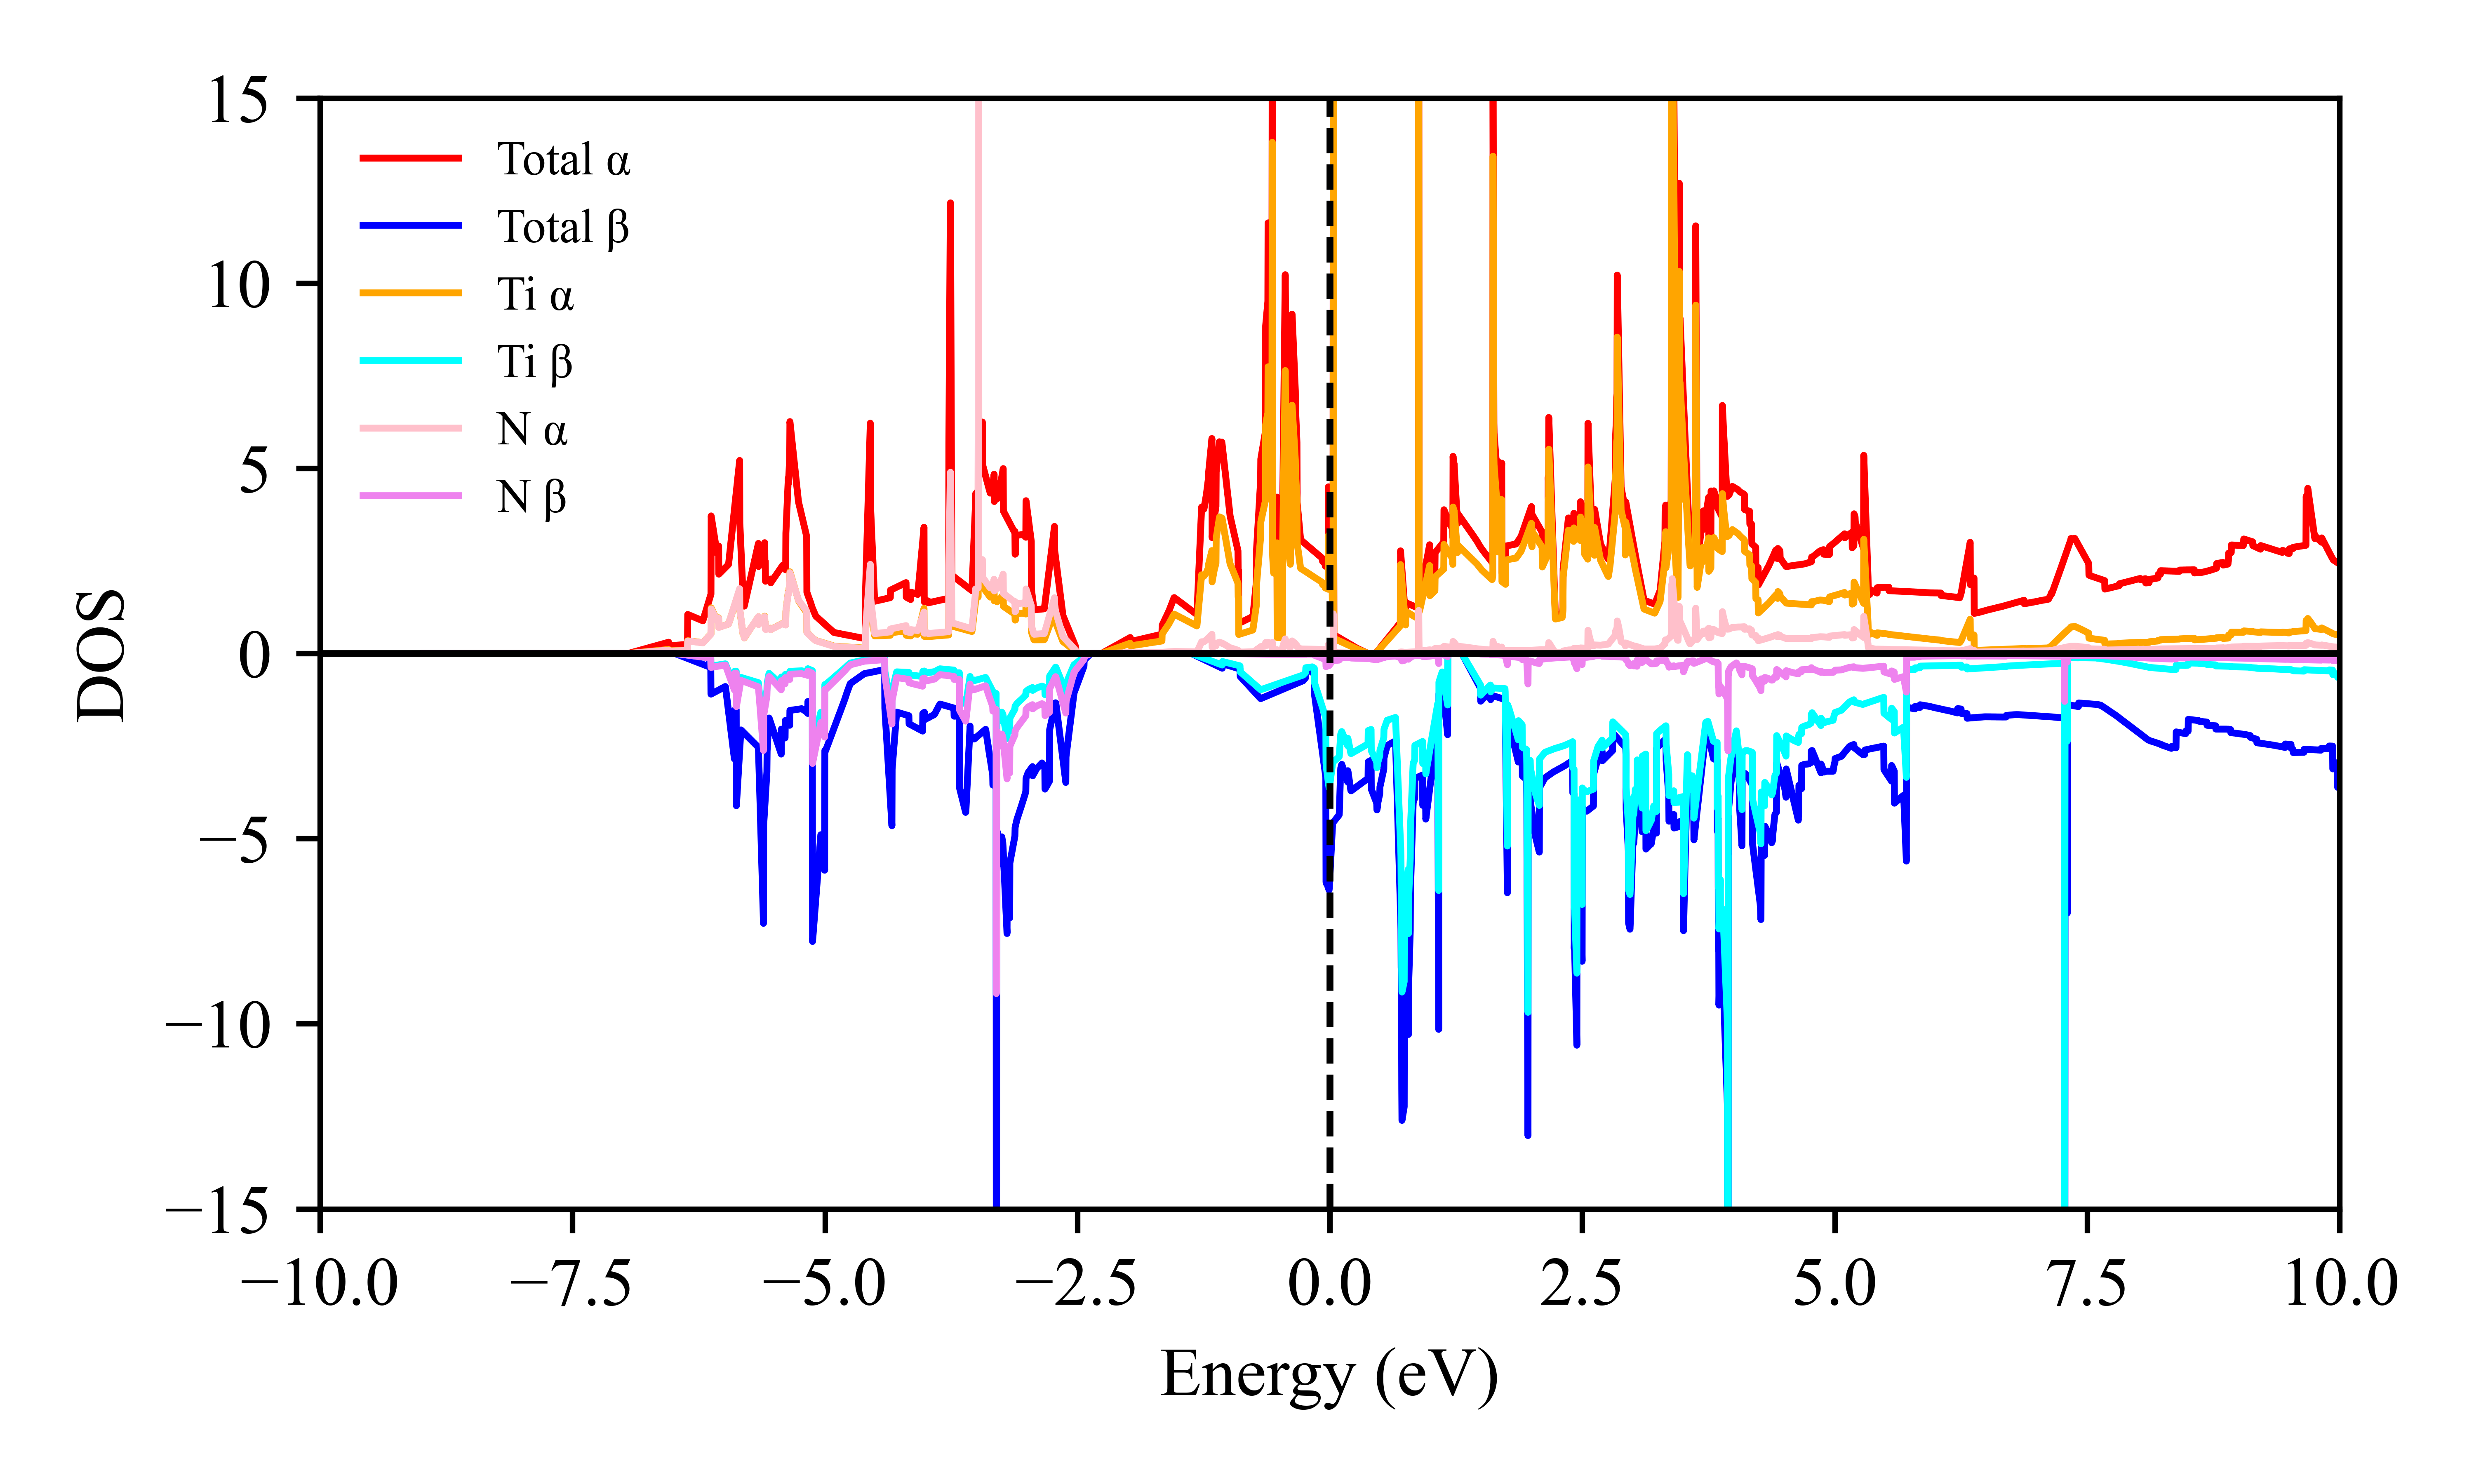 15
10
5
0
−5
−10
−15
DOS
Total α
Total β
Ti α
Ti β
N α
N β
−10.0 −7.5 −5.0 −2.5 0.0 2.5 5.0 7.5 10.0
Energy (eV)